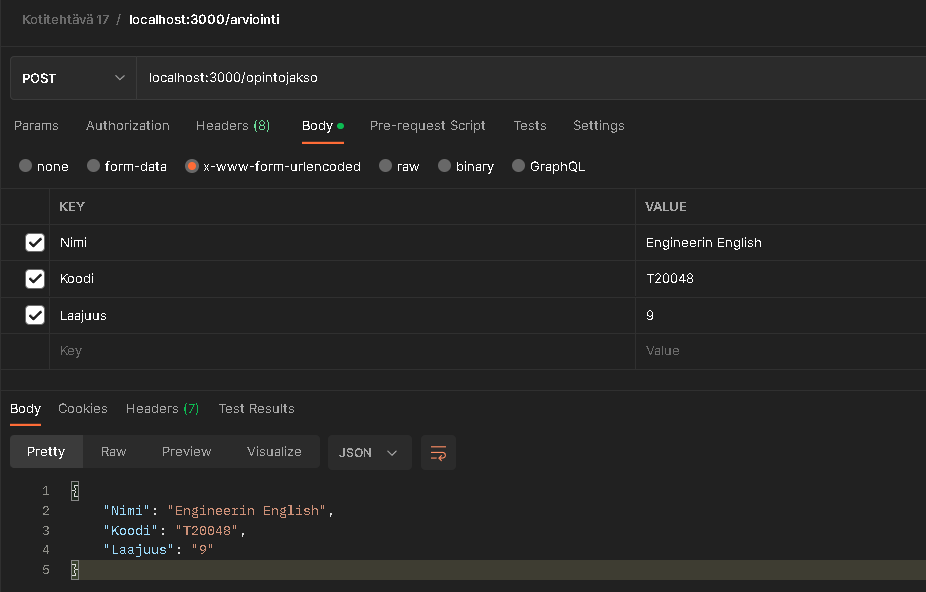 Kotitehtävä 17 / localhost:3000/arviointi
POST localhost:3000/opintojakso
Params Authorization Headers (8) Body Pre-request Script Tests Settings
none form-data x-www-form-urlencoded raw binary GraphQL
KEY VALUE
Nimi Engineerin English
Koodi T20048
Laajuus 9
Key Value
Body Cookies Headers (7) Test Results
Pretty Raw Preview Visualize JSON
1 {
2 "Nimi": "Engineerin English",
3 "Koodi": "T20048",
4 "Laajuus": "9"
5 }